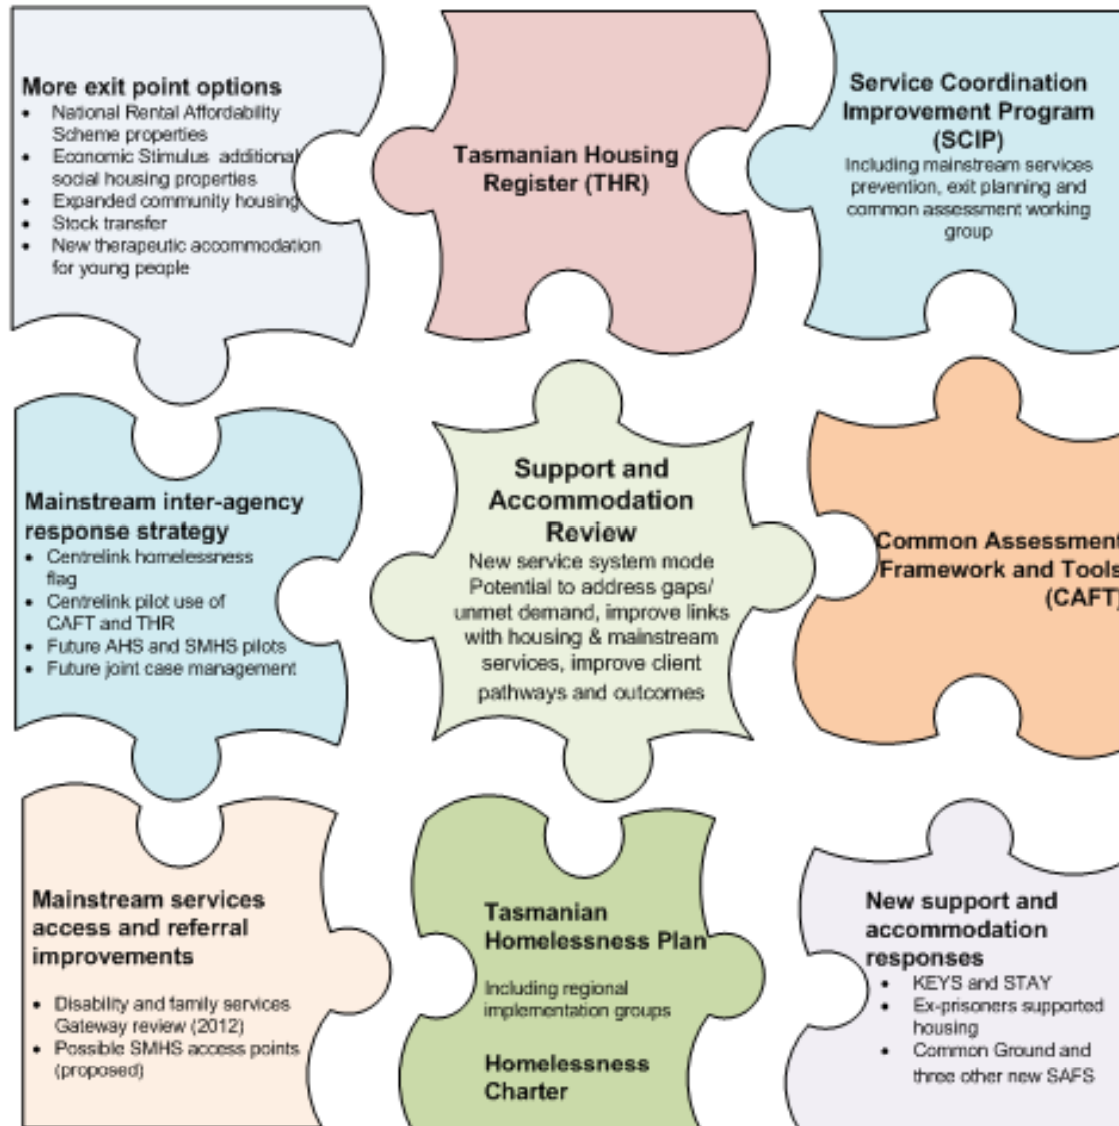 More exit point options
• National Rental Affordability
Scheme properties
• Economic Stimulus additional
social housing properties
• Expanded community housing
• Stock transfer
• New therapeutic accommodation
for young people
Tasmanian Housing
Register (THR)
Service Coordination
Improvement Program
(SCIP)
Including mainstream services
prevention, exit planning and
common assessment working
group
Mainstream inter-agency
response strategy
• Centrelink homelessness
flag
• Centrelink pilot use of
CAFT and THR
• Future AHS and SMHS pilots
• Future joint case management
Support and
Accommodation
Review
New service system mode
Potential to address gaps/
unmet demand, improve links
with housing & mainstream
services, improve client
pathways and outcomes
Common Assessment
Framework and Tools
(CAFT)
Mainstream services
access and referral
improvements
• Disability and family services
Gateway review (2012)
• Possible SMHS access points
(proposed)
Tasmanian
Homelessness Plan
Including regional
implementation groups
Homelessness
Charter
New support and
accommodation
responses
• KEYS and STAY
• Ex-prisoners supported
housing
• Common Ground and
three other new SAFS